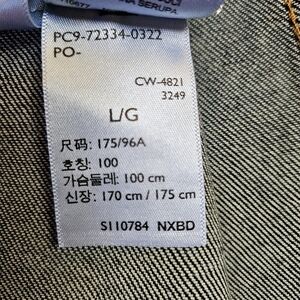 SERUPA
PC9-72334-0322
PO-
CW-4821
3249
L/G
尺码: 175/96A
호칭: 100
가슴둘레: 100 cm
신장: 170 cm / 175 cm
S110784 NXBD